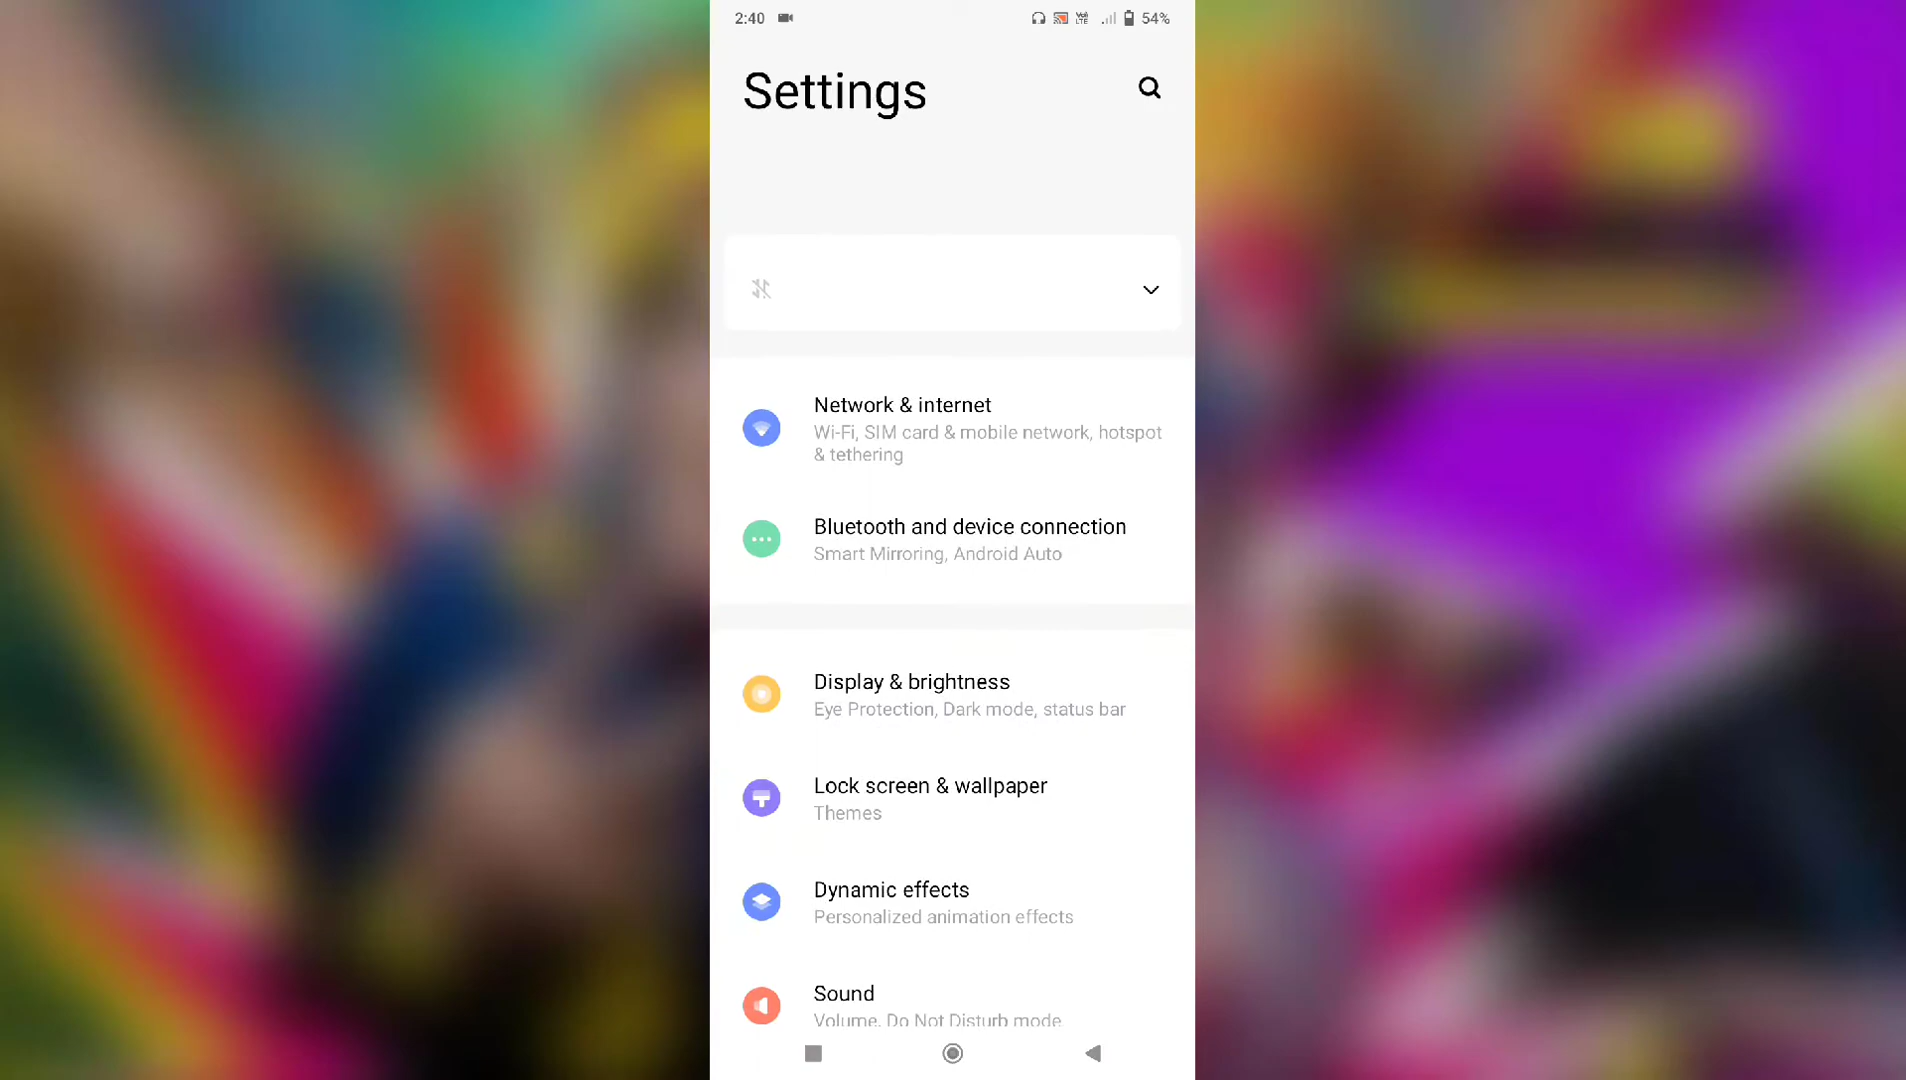 2:40
Vo) LTE 54%
Settings
Network & internet
Wi-Fi, SIM card & mobile network, hotspot
& tethering
Bluetooth and device connection
Smart Mirroring, Android Auto
Display & brightness
Eye Protection, Dark mode, status bar
Lock screen & wallpaper
Themes
Dynamic effects
Personalized animation effects
Sound
Volume, Do Not Disturb mode